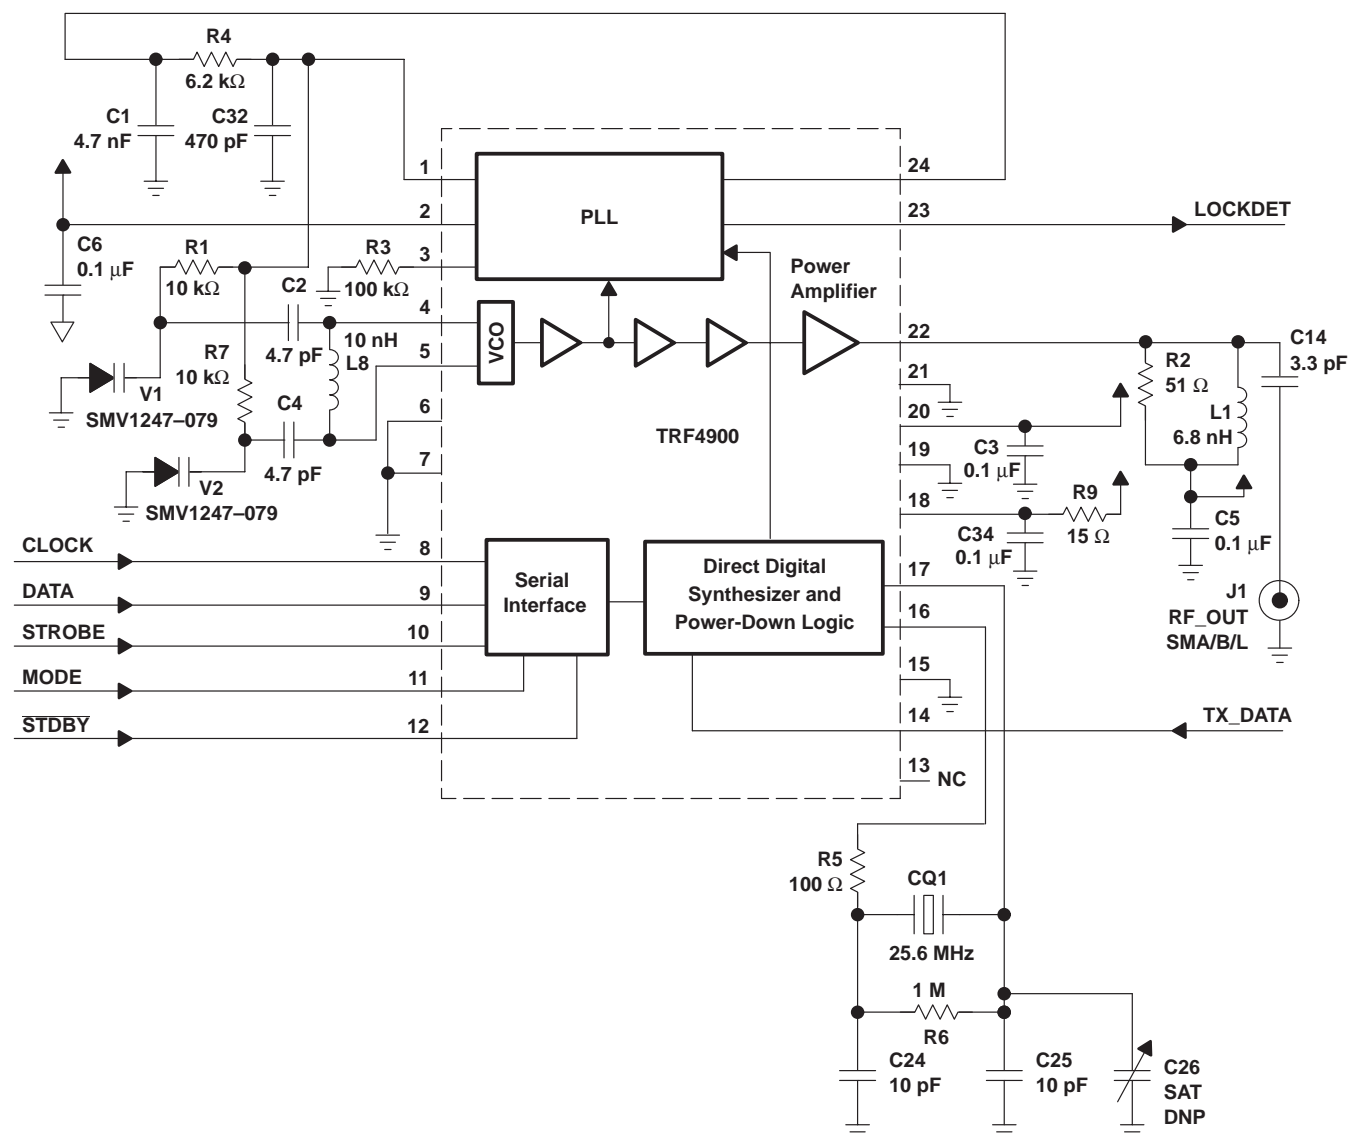 R4
6.2 kΩ
C1
4.7 nF
C32
470 pF
1
24
PLL
2
23
LOCKDET
C6
0.1 μF
R1
10 kΩ
R3
100 kΩ
3
C2
4.7 pF
Power
Amplifier
4
10 nH
L8
VCO
22
C14
3.3 pF
R7
10 kΩ
5
R2
51 Ω
21
V1
SMV1247–079
C4
4.7 pF
6
20
L1
6.8 nH
TRF4900
C3
0.1 μF
7
19
V2
SMV1247–079
18
R9
15 Ω
C34
0.1 μF
C5
0.1 μF
CLOCK
8
Serial
Interface
Direct Digital
Synthesizer and
Power-Down Logic
17
DATA
9
16
J1
RF_OUT
SMA/B/L
STROBE
10
15
MODE
11
14
TX_DATA
STDBY
12
13
NC
R5
100 Ω
CQ1
25.6 MHz
1 M
R6
C24
10 pF
C25
10 pF
C26
SAT
DNP